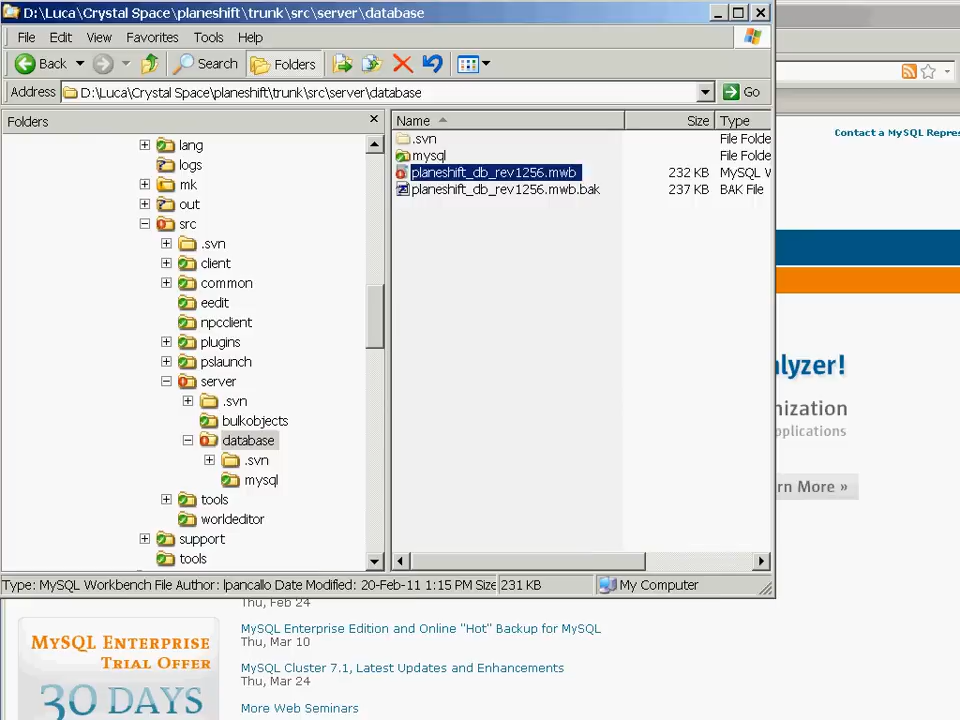 D:\Luca\Crystal Space\planeshift\trunk\src\server\database
File Edit View Favorites Tools Help
Back Search Folders
Address D:\Luca\Crystal Space\planeshift\trunk\src\server\database Go
Folders
Name Size Type
lang
logs
mk
out
src
.svn
client
common
eedit
npcclient
plugins
pslaunch
server
.svn
bulkobjects
database
.svn
mysql
tools
worldeditor
support
tools
.svn File Folde
mysql File Folde
planeshift_db_rev1256.mwb 232 KB MySQL W
planeshift_db_rev1256.mwb.bak 237 KB BAK File
Type: MySQL Workbench File Author: lpancallo Date Modified: 20-Feb-11 1:15 PM Size 231 KB My Computer
Contact a MySQL Repres
alyzer!
nization
applications
rn More »
Thu, Feb 24
MySQL Enterprise Edition and Online "Hot" Backup for MySQL
Thu, Mar 10
MySQL Cluster 7.1, Latest Updates and Enhancements
Thu, Mar 24
More Web Seminars
MySQL Enterprise
Trial Offer
30 DAYS